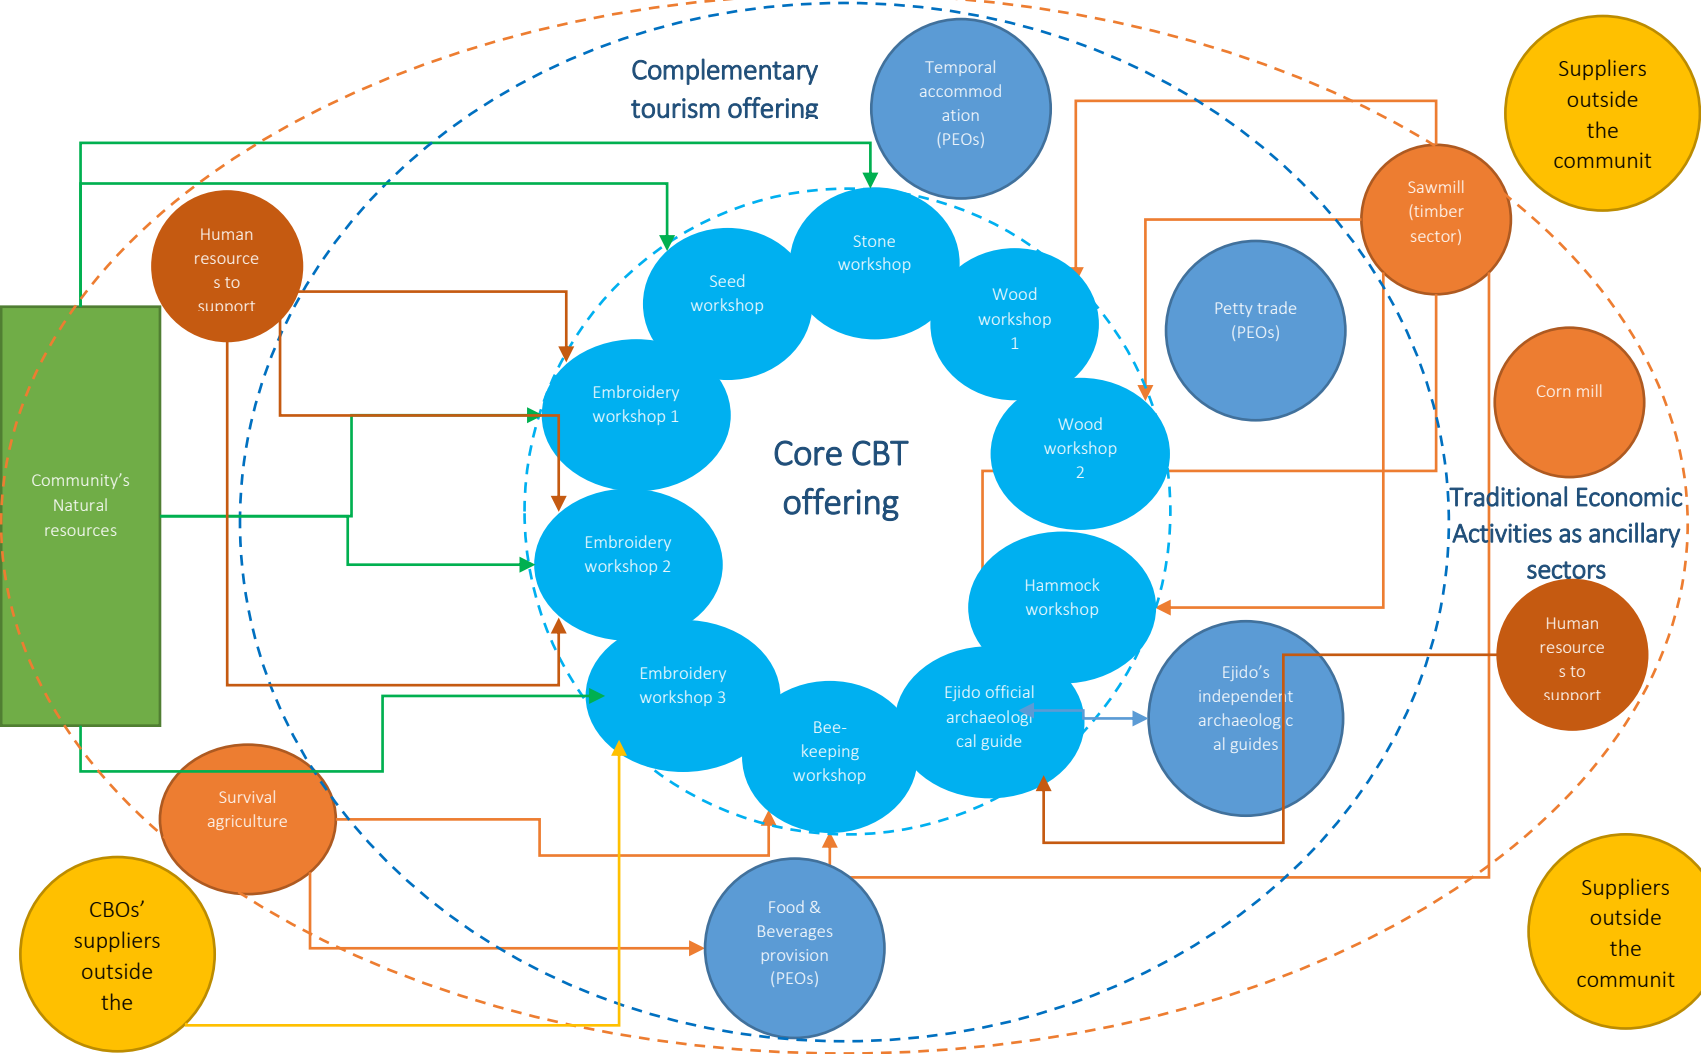 Complementary
tourism offering
Temporal
accommod
ation
(PEOs)
Suppliers
outside
the
communit
Sawmill
(timber
sector)
Human
resource
s to
support
Stone
workshop
Seed
workshop
Wood
workshop
1
Petty trade
(PEOs)
Corn mill
Embroidery
workshop 1
Wood
workshop
2
Core CBT
offering
Community's
Natural
resources
Traditional Economic
Activities as ancillary
sectors
Embroidery
workshop 2
Hammock
workshop
Human
resource
s to
support
Embroidery
workshop 3
Ejido official
archaeologi
cal guide
Ejido's
independent
archaeologic
al guides
Bee-
keeping
workshop
Survival
agriculture
CBOs'
suppliers
outside
the
Food &
Beverages
provision
(PEOs)
Suppliers
outside
the
communit